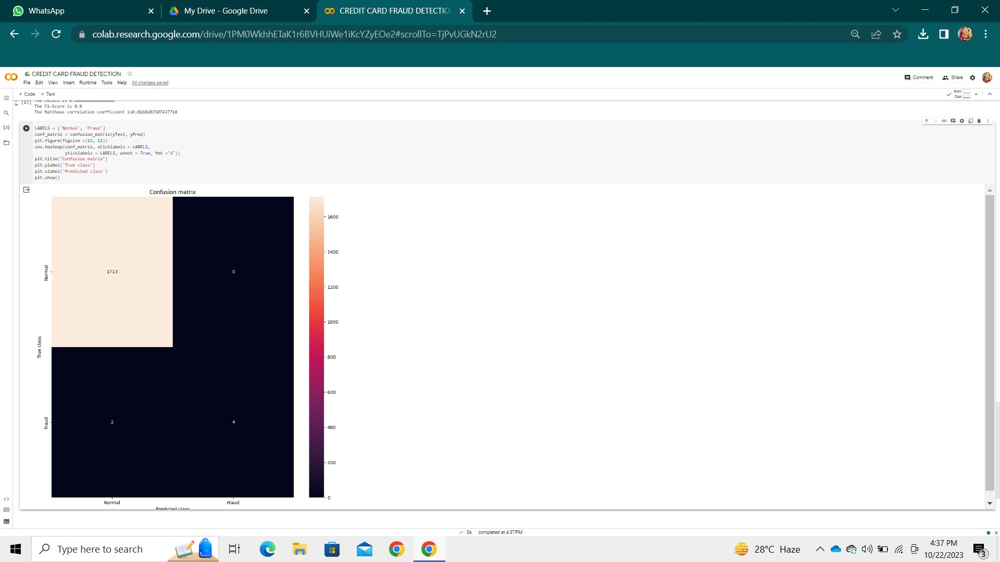 WhatsApp
My Drive - Google Drive
CREDIT CARD FRAUD DETECTIO
colab.research.google.com/drive/1PM0WkhhETaK1r6BVHUiWe1iKcYZyEOe2#scrollTo=TjPvUGkN2rU2
CREDIT CARD FRAUD DETECTION
File Edit View Insert Runtime Tools Help All changes saved
Comment Share
+ Code + Text
RAM
Disk
[13]
0s
The recall is
The F1-Score is 0.8
The Matthews correlation coefficient is0.8160203507437718
LABELS = ['Normal', 'Fraud']
conf_matrix = confusion_matrix(yTest, yPred)
plt.figure(figsize =(12, 12))
sns.heatmap(conf_matrix, xticklabels = LABELS,
yticklabels = LABELS, annot = True, fmt ="d");
plt.title("Confusion matrix")
plt.ylabel('True class')
plt.xlabel('Predicted class')
plt.show()
Confusion matrix
1713 0
2 4
Normal
Fraud
True class
Normal Fraud
Predicted class
1600
1400
1200
1000
800
600
400
200
0
0s completed at 4:37 PM
Type here to search
28°C Haze
4:37 PM
10/22/2023
3